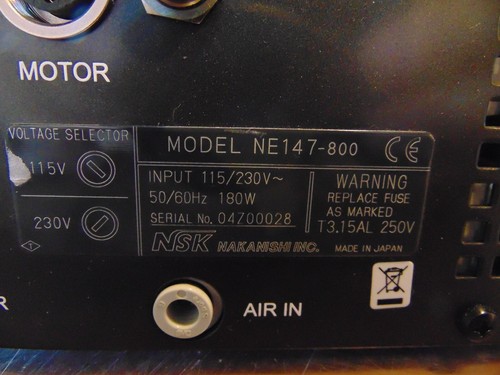 MOTOR
VOLTAGE SELECTOR
115V
230V
MODEL NE147-800 CE
INPUT 115/230V~
50/60Hz 180W
SERIAL No. 04Z00028
NSK NAKANISHI INC.
WARNING
REPLACE FUSE
AS MARKED
T3.15AL 250V
MADE IN JAPAN
R
AIR IN